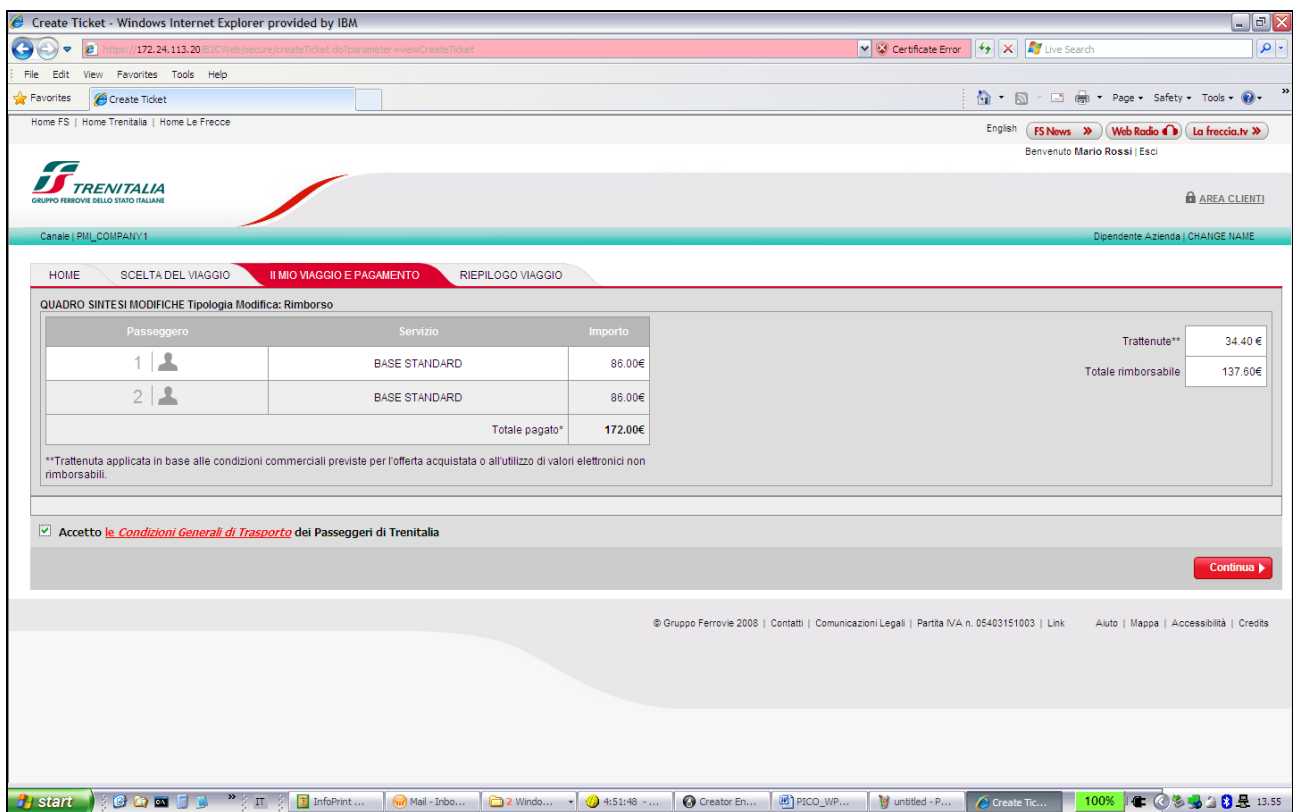 Create Ticket - Windows Internet Explorer provided by IBM
https://172.24.113.20/B2CWeb/secure/createTicket.do?parameter=viewCreateTicket
Certificate Error
Live Search
File Edit View Favorites Tools Help
Favorites
Create Ticket
Page Safety Tools
Home FS | Home Trenitalia | Home Le Frecce
English
FS News
Web Radio
La freccia.tv
Benvenuto Mario Rossi | Esci
TRENITALIA
GRUPPO FERROVIE DELLO STATO ITALIANE
AREA CLIENTI
Canale | PMI_COMPANY1
Dipendente Azienda | CHANGE NAME
HOME
SCELTA DEL VIAGGIO
Il MIO VIAGGIO E PAGAMENTO
RIEPILOGO VIAGGIO
QUADRO SINTESI MODIFICHE Tipologia Modifica: Rimborso
Passeggero Servizio Importo
1 BASE STANDARD 86.00€
2 BASE STANDARD 86.00€
Totale pagato* 172.00€
Trattenute** 34.40 €
Totale rimborsabile 137.60€
**Trattenuta applicata in base alle condizioni commerciali previste per l'offerta acquistata o all'utilizzo di valori elettronici non
rimborsabili.
Accetto le Condizioni Generali di Trasporto dei Passeggeri di Trenitalia
Continua
© Gruppo Ferrovie 2008 | Contatti | Comunicazioni Legali | Partita IVA n. 05403151003 | Link Aiuto | Mappa | Accessibilità | Credits
start
IT
InfoPrint ...
Mail - Inbo...
2 Windo...
4:51:48 - ...
Creator En...
PICO_WP...
untitled - P...
Create Tic...
100%
13.55